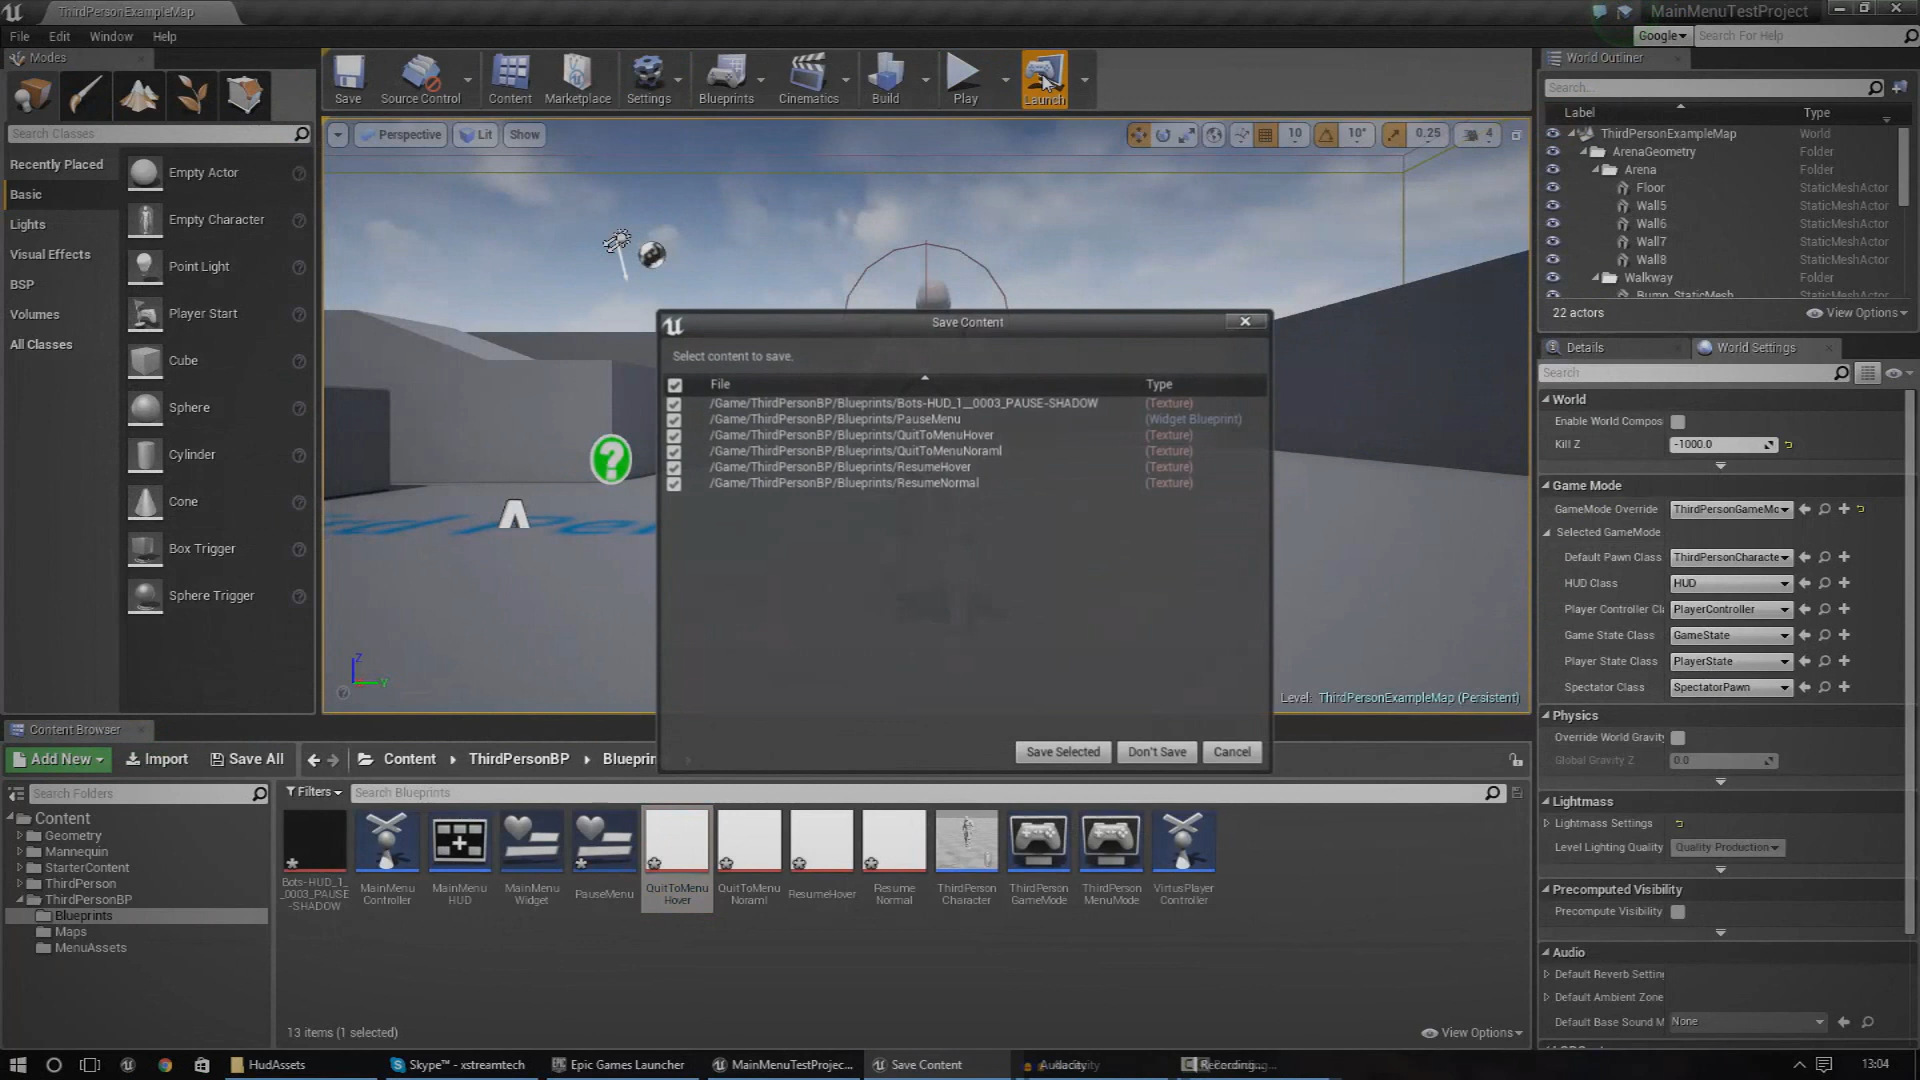 ThirdPersonExampleMap
MainMenuTestProject
File Edit Window Help
Google
Search For Help
Modes
Save
Source Control
Content
Marketplace
Settings
Blueprints
Cinematics
Build
Play
Launch
World Outliner
Search...
Label Type
Search Classes
Perspective Lit Show
10 10° 0.25 4
ThirdPersonExampleMap World
ArenaGeometry Folder
Arena Folder
Floor StaticMeshActor
Wall5 StaticMeshActor
Wall6 StaticMeshActor
Wall7 StaticMeshActor
Wall8 StaticMeshActor
Walkway Folder
Bump_StaticMesh StaticMeshActor
22 actors View Options
Recently Placed
Basic
Lights
Visual Effects
BSP
Volumes
All Classes
Empty Actor
Empty Character
Point Light
Player Start
Cube
Sphere
Cylinder
Cone
Box Trigger
Sphere Trigger
Save Content
Select content to save.
File Type
/Game/ThirdPersonBP/Blueprints/Bots-HUD_1__0003_PAUSE-SHADOW (Texture)
/Game/ThirdPersonBP/Blueprints/PauseMenu (Widget Blueprint)
/Game/ThirdPersonBP/Blueprints/QuitToMenuHover (Texture)
/Game/ThirdPersonBP/Blueprints/QuitToMenuNoraml (Texture)
/Game/ThirdPersonBP/Blueprints/ResumeHover (Texture)
/Game/ThirdPersonBP/Blueprints/ResumeNormal (Texture)
Save Selected
Don't Save
Cancel
Z
Y
Level: ThirdPersonExampleMap (Persistent)
Details World Settings
Search
World
Enable World Compos
Kill Z -1000.0
Game Mode
GameMode Override ThirdPersonGameMo
Selected GameMode
Default Pawn Class ThirdPersonCharacte
HUD Class HUD
Player Controller Cl PlayerController
Game State Class GameState
Player State Class PlayerState
Spectator Class SpectatorPawn
Physics
Override World Gravity
Global Gravity Z 0.0
Lightmass
Lightmass Settings
Level Lighting Quality Quality Production
Precomputed Visibility
Precompute Visibility
Audio
Default Reverb Setting
Default Ambient Zone
Default Base Sound M None
Content Browser
Add New Import Save All Content ThirdPersonBP Blueprin
Search Folders
Filters
Search Blueprints
Content
Geometry
Mannequin
StarterContent
ThirdPerson
ThirdPersonBP
Blueprints
Maps
MenuAssets
Bots-HUD_1_
_0003_PAUSE
-SHADOW
MainMenu
Controller
MainMenu
HUD
MainMenu
Widget
PauseMenu
QuitToMenu
Hover
QuitToMenu
Noraml
ResumeHover
Resume
Normal
ThirdPerson
Character
ThirdPerson
GameMode
ThirdPerson
MenuMode
VirtusPlayer
Controller
13 items (1 selected)
View Options
HudAssets
Skype™ - xstreamtech
Epic Games Launcher
MainMenuTestProjec...
Save Content
Audacity
Recording...
13:04